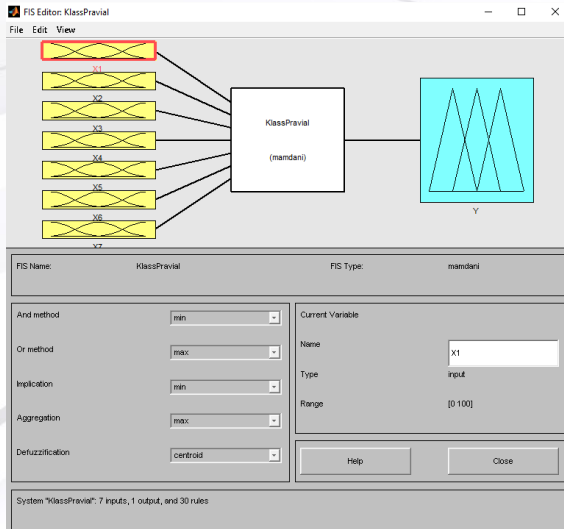 FIS Editor: KlassPravial
File Edit View
X1
X2
X3
X4
X5
X6
X7
KlassPravial
(mamdani)
Y
FIS Name: KlassPravial FIS Type: mamdani
And method min
Or method max
Implication min
Aggregation max
Defuzzification centroid
Current Variable
Name X1
Type input
Range [0 100]
Help Close
System "KlassPravial": 7 inputs, 1 output, and 30 rules